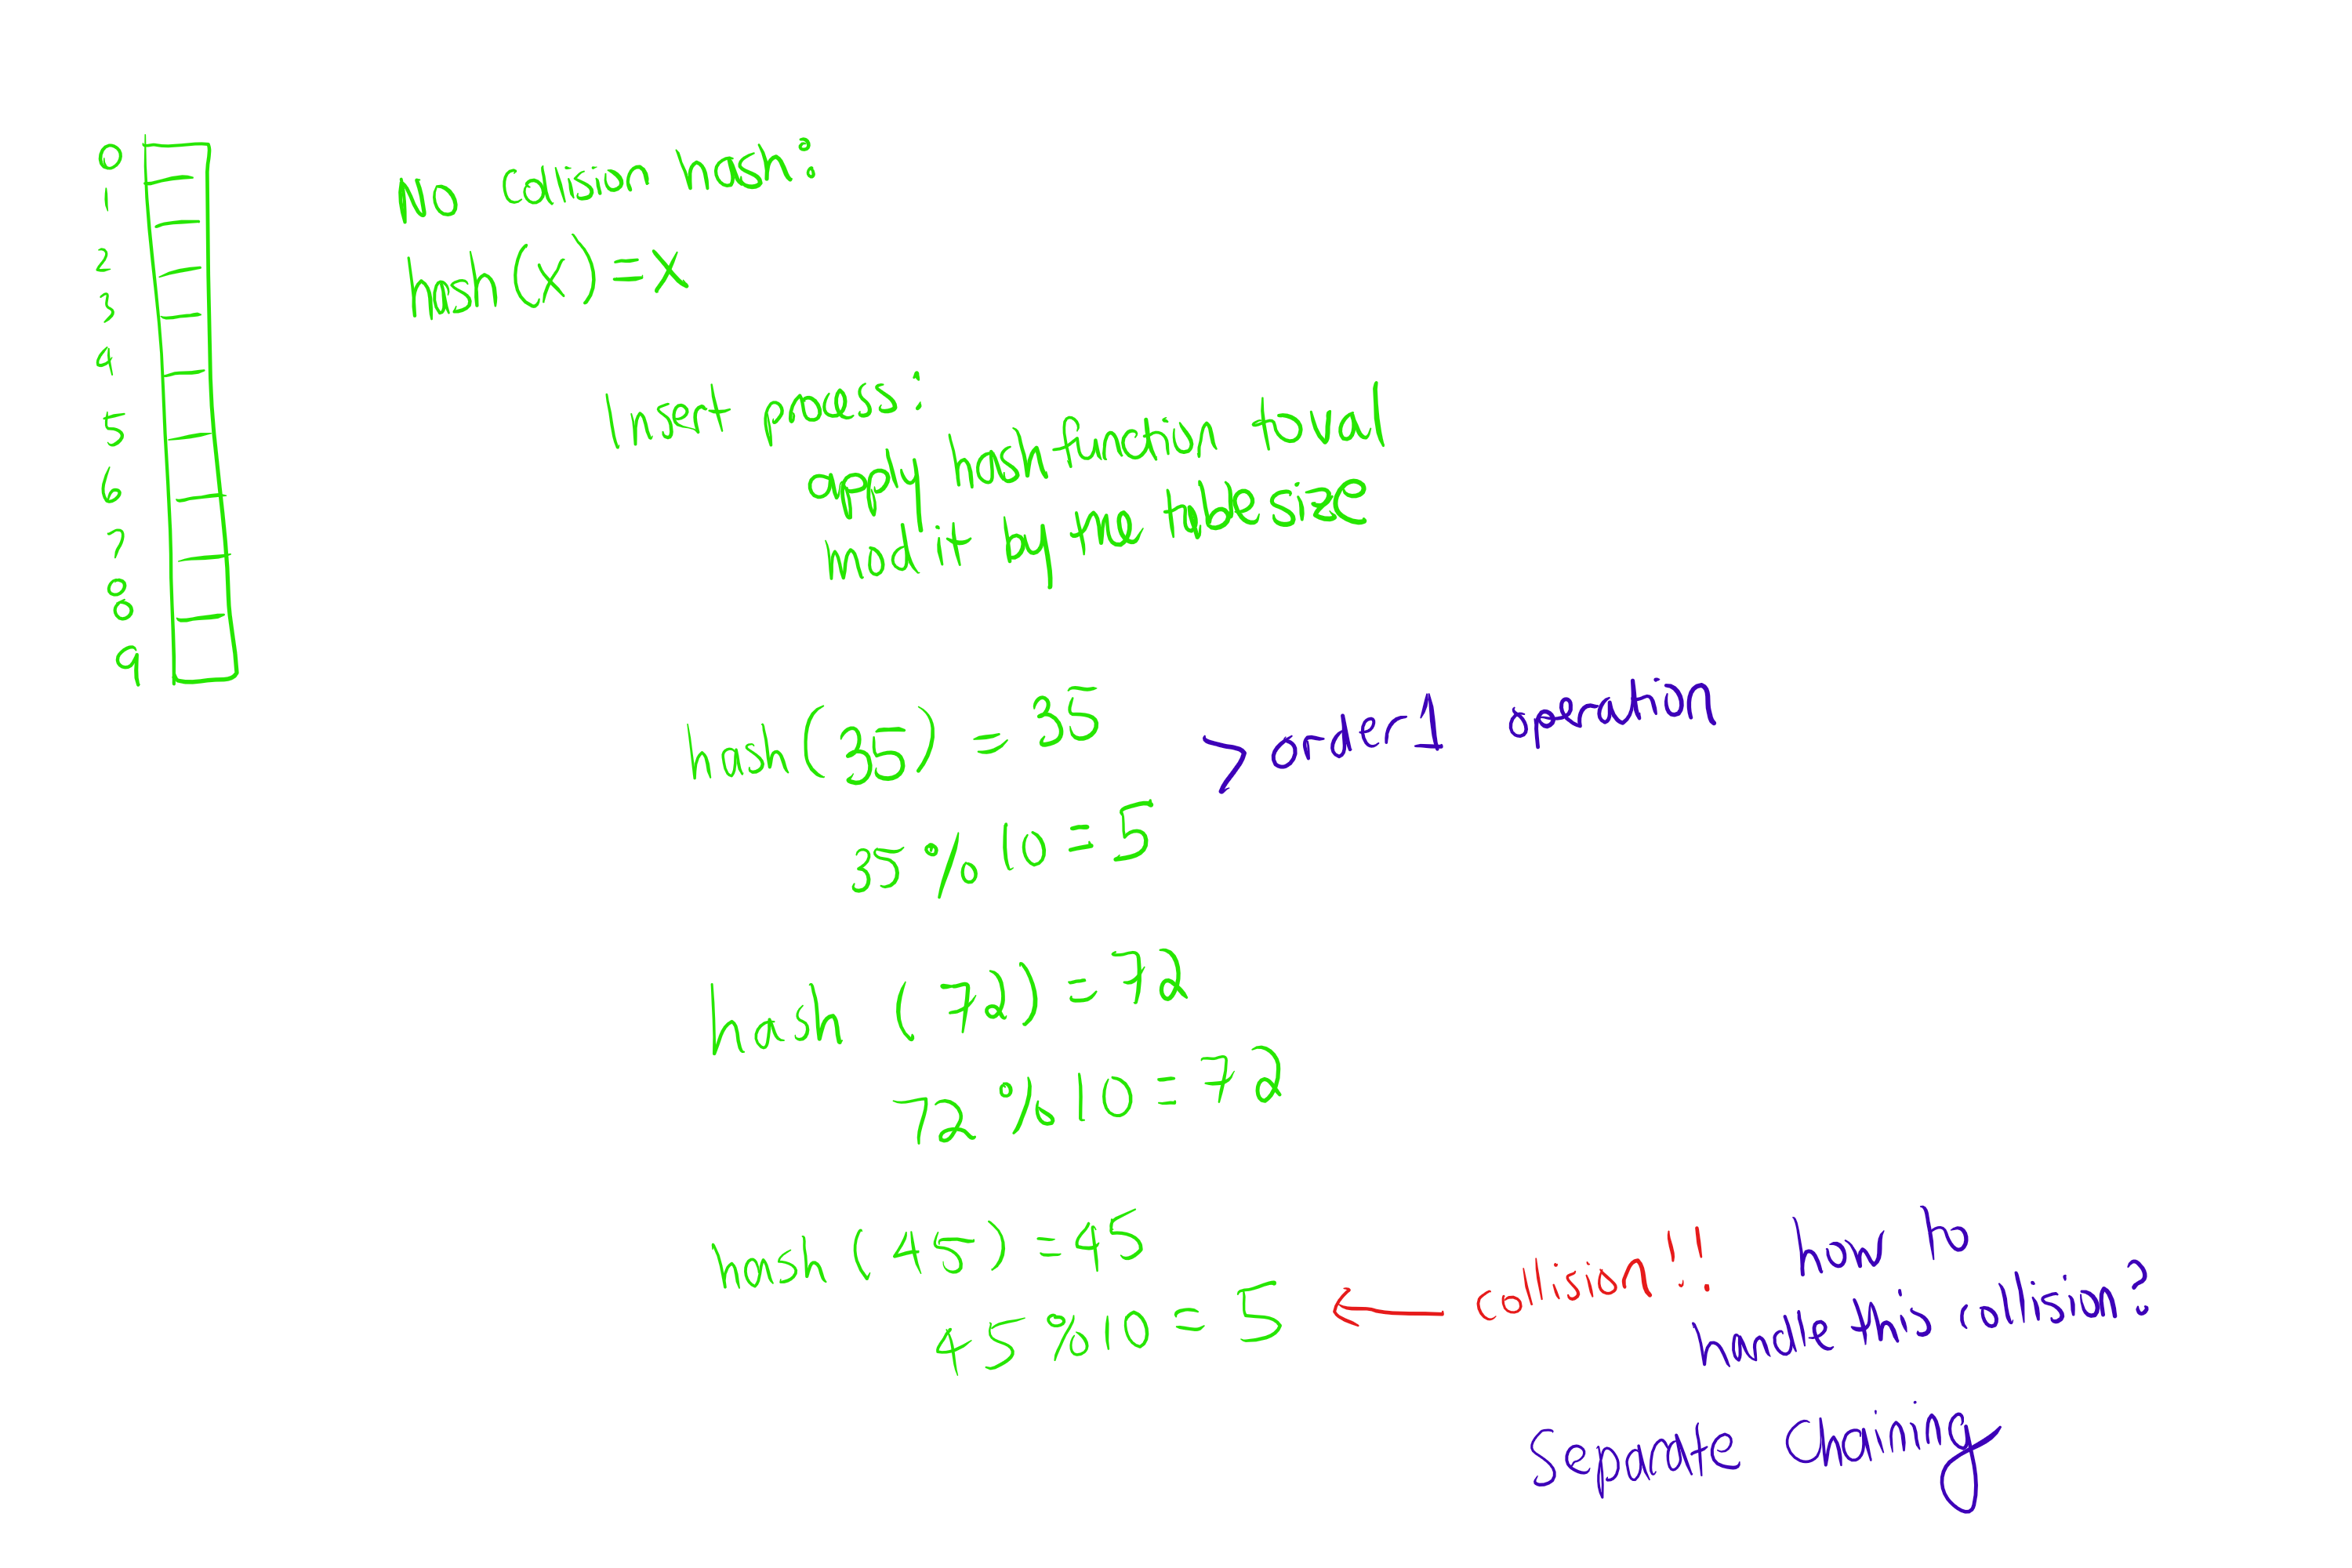 0
1
2
3
4
5
6
7
8
9
No collision hash:
hash(x)=x
Insert process:
apply hash function to val
mod it by the table size
hash(35) = 35
> order 1 operation
35 % 10 = 5
hash (72) = 72
72 % 10 = 72
hash (45) = 45
45 % 10 = 5
← collision!!
how to
handle this collision?
Separate Chaining